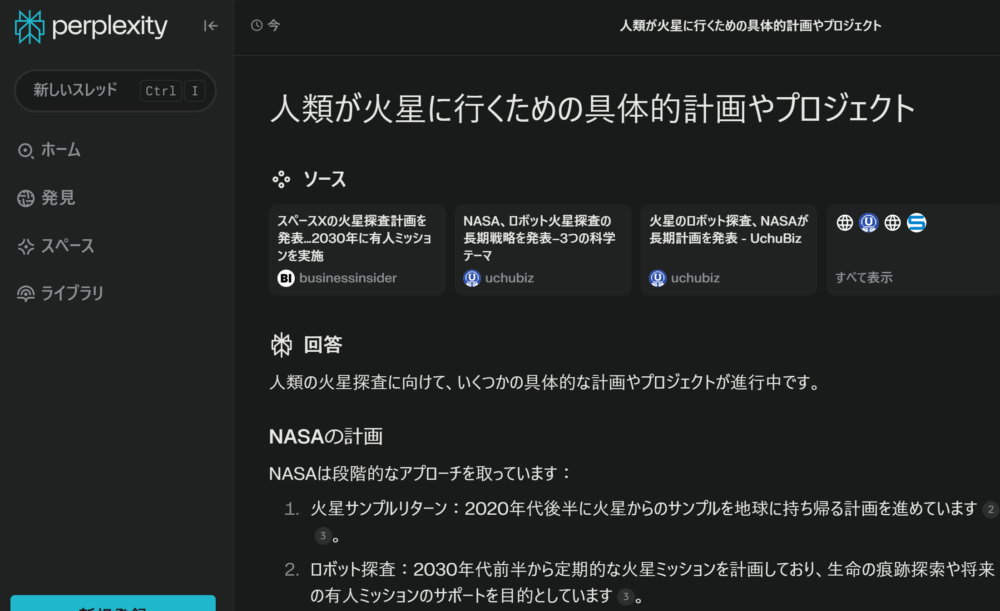 perplexity
新しいスレッド Ctrl I
ホーム
発見
スペース
ライブラリ
今
人類が火星に行くための具体的計画やプロジェクト
人類が火星に行くための具体的計画やプロジェクト
ソース
スペースXの火星探査計画を
発表...2030年に有人ミッショ
ンを実施
BI businessinsider
NASA、ロボット火星探査の
長期戦略を発表–3つの科学
テーマ
U uchubiz
火星のロボット探査、NASAが
長期計画を発表 - UchuBiz
U uchubiz
U S
すべて表示
回答
人類の火星探査に向けて、いくつかの具体的な計画やプロジェクトが進行中です。
NASAの計画
NASAは段階的なアプローチを取っています：
1. 火星サンプルリターン：2020年代後半に火星からのサンプルを地球に持ち帰る計画を進めています 2
3 。
2. ロボット探査：2030年代前半から定期的な火星ミッションを計画しており、生命の痕跡探索や将来
の有人ミッションのサポートを目的としています 3 。